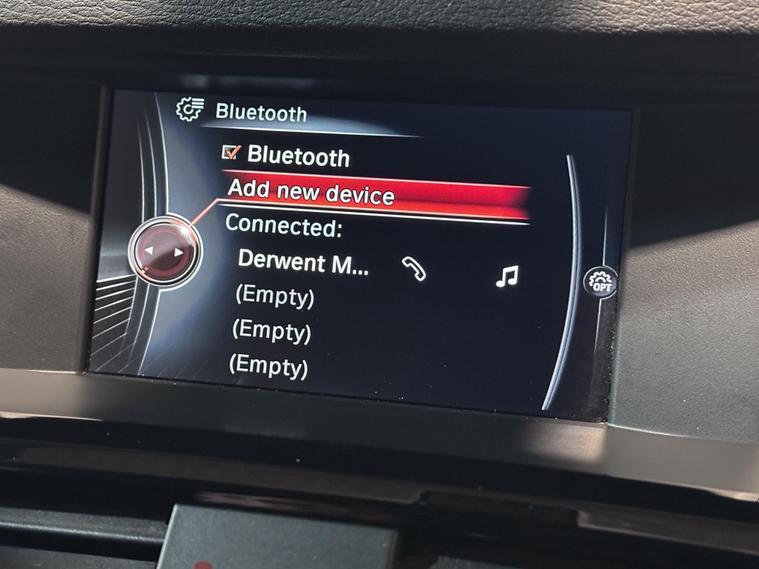 Bluetooth
Bluetooth
Add new device
Connected:
Derwent M...
(Empty)
OPT
(Empty)
(Empty)